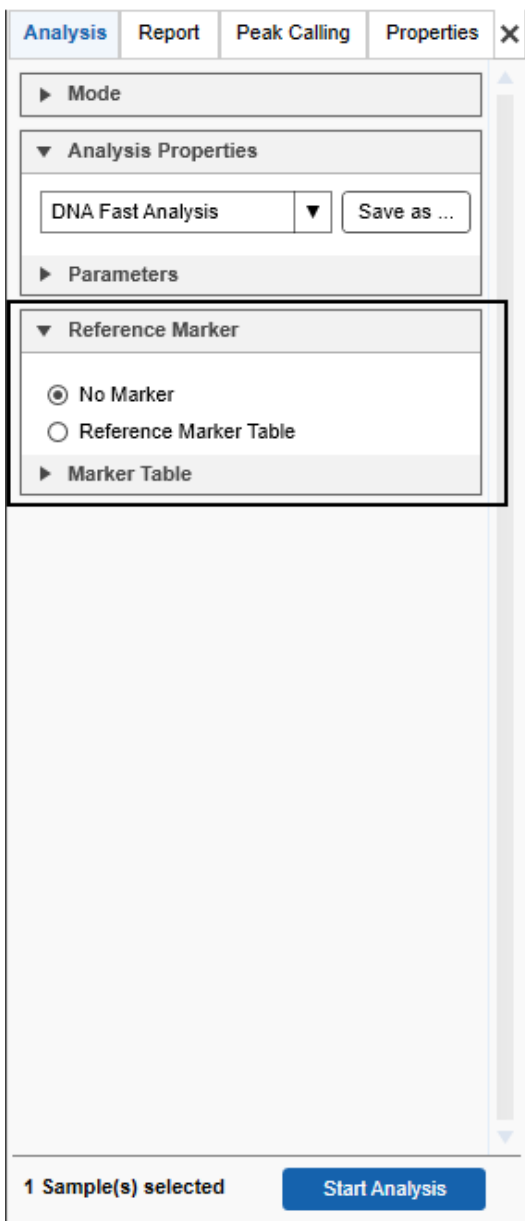 Analysis Report Peak Calling Properties
Mode
Analysis Properties
DNA Fast Analysis Save as ...
Parameters
Reference Marker
No Marker
Reference Marker Table
Marker Table
1 Sample(s) selected Start Analysis